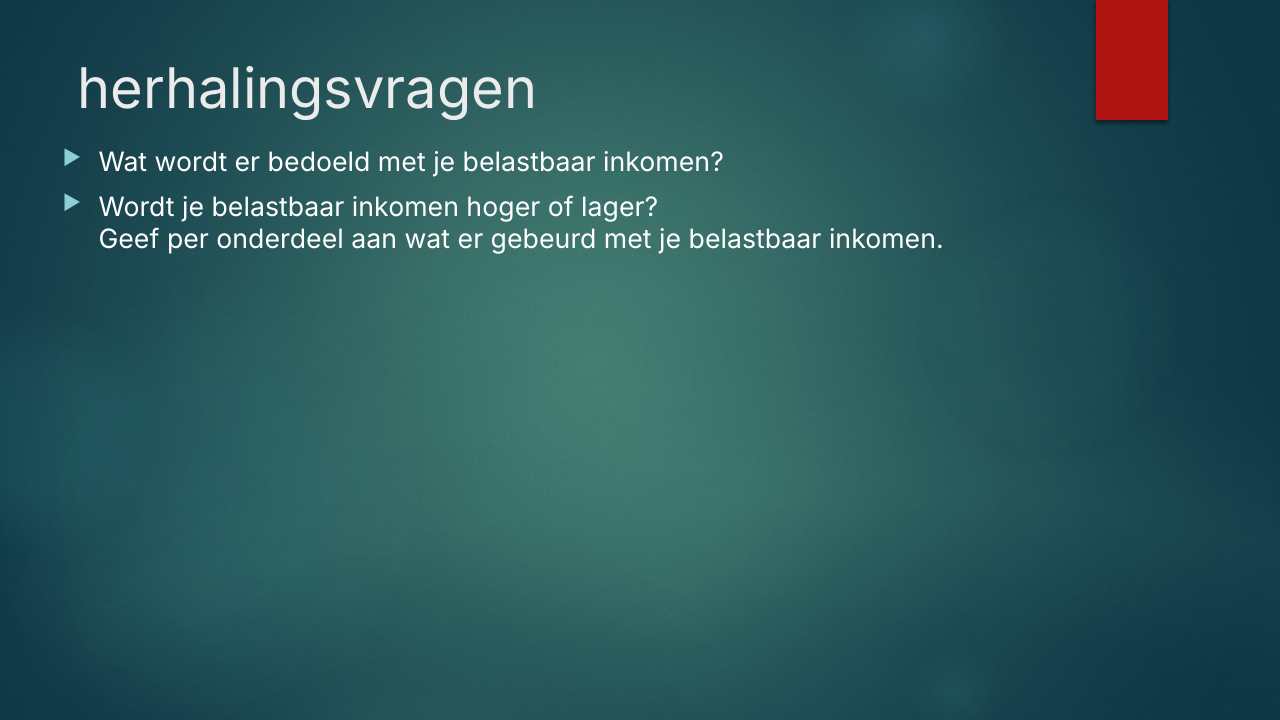 herhalingsvragen
Wat wordt er bedoeld met je belastbaar inkomen?
Wordt je belastbaar inkomen hoger of lager?
Geef per onderdeel aan wat er gebeurd met je belastbaar inkomen.